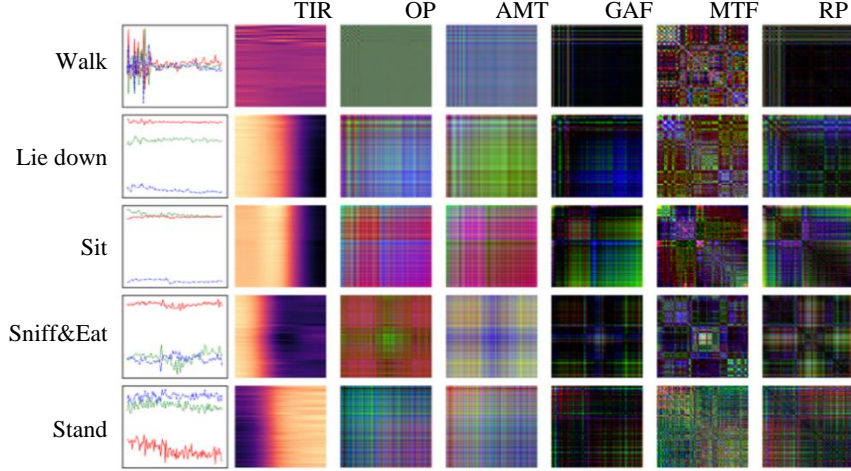 TIR OP AMT GAF MTF RP
Walk
Lie down
Sit
Sniff&Eat
Stand